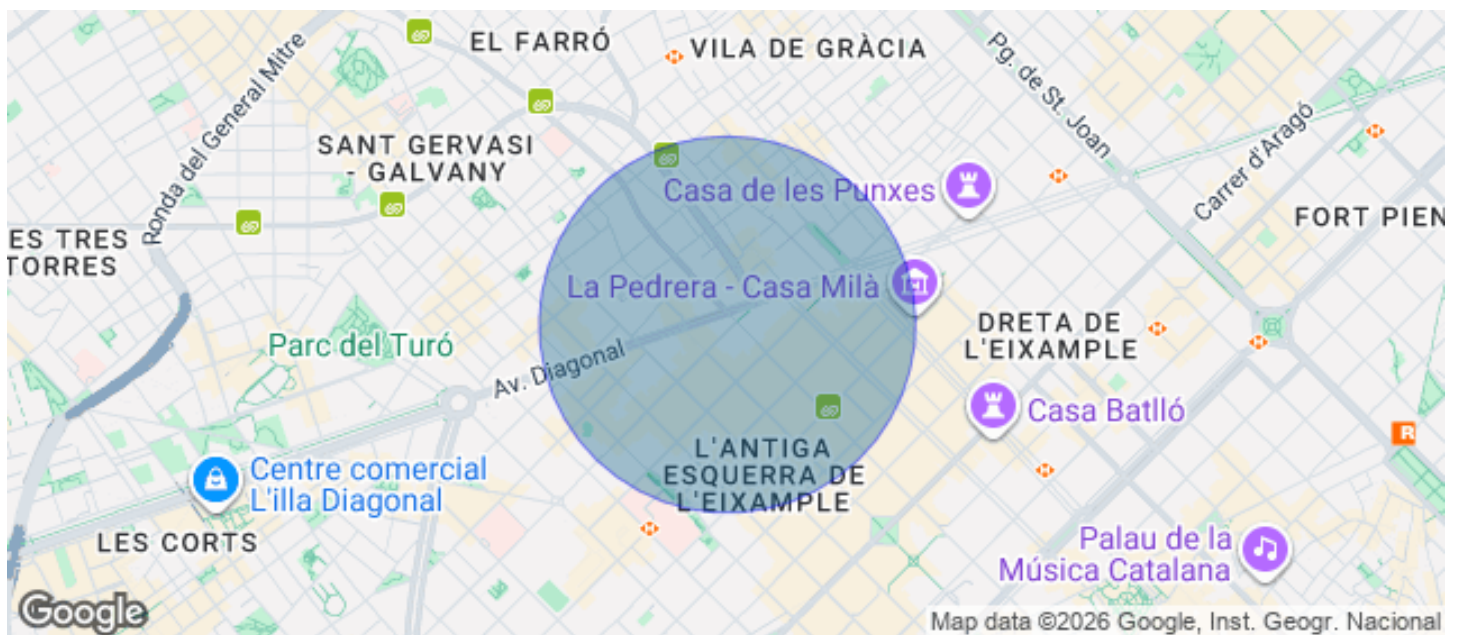 EL FARRÓ
VILA DE GRÀCIA
Pg. de St. Joan
Ronda del General Mitre
SANT GERVASI
- GALVANY
Carrer d'Aragó
Casa de les Punxes
FORT PIEN
ES TRES
TORRES
La Pedrera - Casa Milà
DRETA DE
L'EIXAMPLE
Parc del Turó
Av. Diagonal
Casa Batlló
R
L'ANTIGA
ESQUERRA DE
L'EIXAMPLE
Centre comercial
L'illa Diagonal
LES CORTS
Palau de la
Música Catalana
Google
Map data ©2026 Google, Inst. Geogr. Nacional